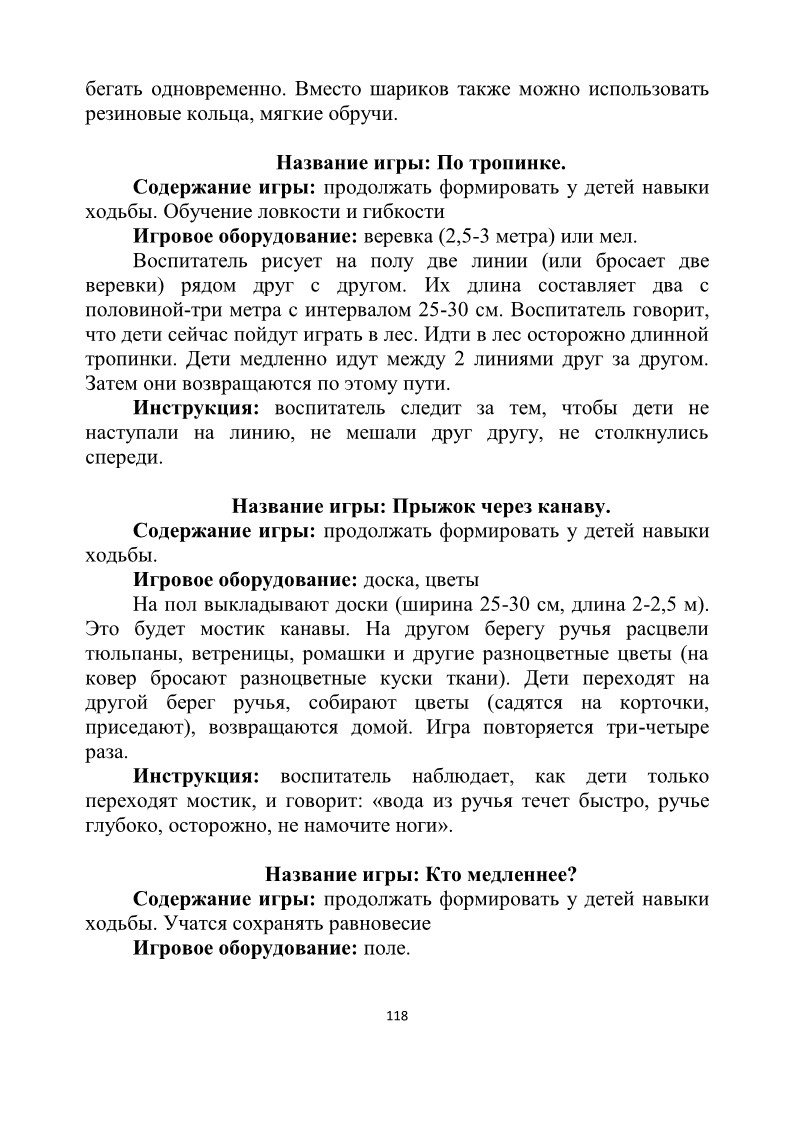 бегать одновременно. Вместо шариков также можно использовать
резиновые кольца, мягкие обручи.
Название игры: По тропинке.
Содержание игры: продолжать формировать у детей навыки
ходьбы. Обучение ловкости и гибкости
Игровое оборудование: веревка (2,5-3 метра) или мел.
Воспитатель рисует на полу две линии (или бросает две
веревки) рядом друг с другом. Их длина составляет два с
половиной-три метра с интервалом 25-30 см. Воспитатель говорит,
что дети сейчас пойдут играть в лес. Идти в лес осторожно длинной
тропинки. Дети медленно идут между 2 линиями друг за другом.
Затем они возвращаются по этому пути.
Инструкция: воспитатель следит за тем, чтобы дети не
наступали на линию, не мешали друг другу, не столкнулись
спереди.
Название игры: Прыжок через канаву.
Содержание игры: продолжать формировать у детей навыки
ходьбы.
Игровое оборудование: доска, цветы
На пол выкладывают доски (ширина 25-30 см, длина 2-2,5 м).
Это будет мостик канавы. На другом берегу ручья расцвели
тюльпаны, ветреницы, ромашки и другие разноцветные цветы (на
ковер бросают разноцветные куски ткани). Дети переходят на
другой берег ручья, собирают цветы (садятся на корточки,
приседают), возвращаются домой. Игра повторяется три-четыре
раза.
Инструкция: воспитатель наблюдает, как дети только
переходят мостик, и говорит: «вода из ручья течет быстро, ручье
глубоко, осторожно, не намочите ноги».
Название игры: Кто медленнее?
Содержание игры: продолжать формировать у детей навыки
ходьбы. Учатся сохранять равновесие
Игровое оборудование: поле.
118